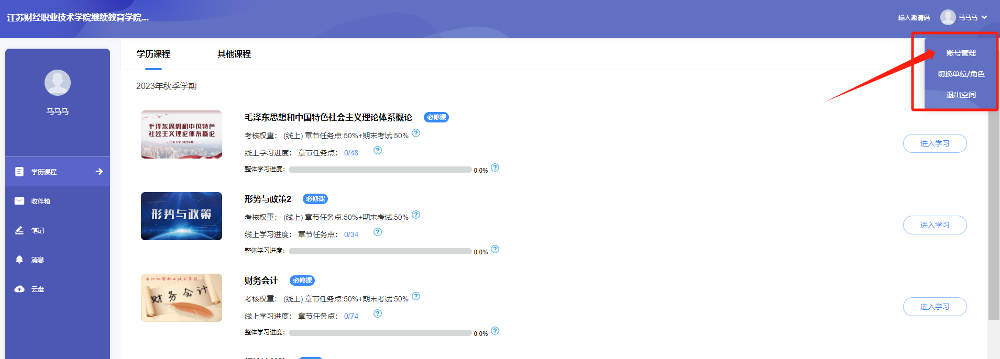 江苏财经职业技术学院继续教育学院...
输入邀请码
马马马
账号管理
切换单位/角色
退出空间
马马马
学历课程
收件箱
笔记
消息
云盘
学历课程
其他课程
2023年秋季学期
毛泽东思想和中国特色
社会主义理论体系概论
· 江南大学 2021年版 ·
毛泽东思想和中国特色社会主义理论体系概论 必修课
考核权重： (线上) 章节任务点:50%+期末考试:50% ?
线上学习进度： 章节任务点： 0/48 ?
整体学习进度： 0.0% ?
进入学习
形势与政策
形势与政策2 必修课
考核权重： (线上) 章节任务点:50%+期末考试:50% ?
线上学习进度： 章节任务点： 0/34 ?
整体学习进度： 0.0% ?
进入学习
财务会计
财务会计 必修课
考核权重： (线上) 章节任务点:50%+期末考试:50% ?
线上学习进度： 章节任务点： 0/74 ?
整体学习进度： 0.0% ?
进入学习